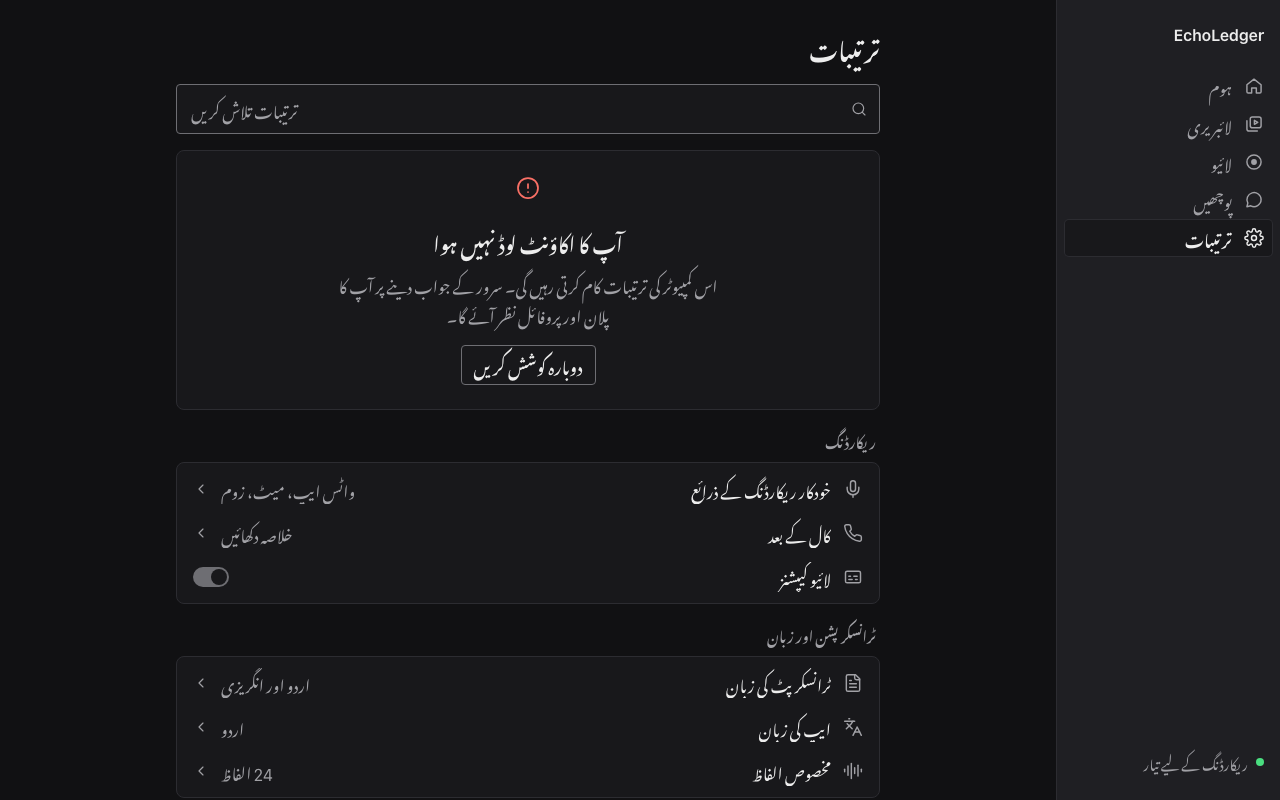 EchoLedger
ہوم
لائبریری
لائیو
پوچھیں
ترتیبات
ریکارڈنگ کے لیے تیار
ترتیبات
ترتیبات تلاش کریں
آپ کا اکاؤنٹ لوڈ نہیں ہوا
اس کمپیوٹر کی ترتیبات کام کرتی رہیں گی۔ سرور کے جواب دینے پر آپ کا
پلان اور پروفائل نظر آئے گا۔
دوبارہ کوشش کریں
ریکارڈنگ
خودکار ریکارڈنگ کے ذرائع
واٹس ایپ، میٹ، زوم
کال کے بعد
خلاصہ دکھائیں
لائیو کیپشنز
ٹرانسکرپشن اور زبان
ٹرانسکرپٹ کی زبان
اردو اور انگریزی
ایپ کی زبان
اردو
مخصوص الفاظ
24 الفاظ